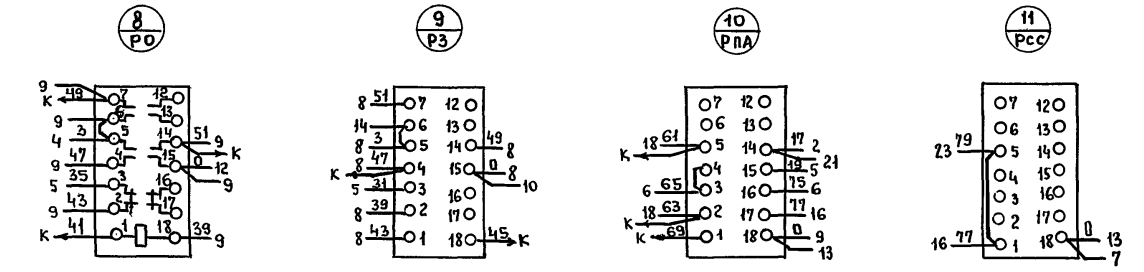 8
РО
9
РЗ
10
РПА
11
РСС
9
49 7 12
К
9 6 13
3 5 14 51 9
4 К
47 4 15 0 12
9 9
35 3 16
5
43 2 17
9
41 1 18 39
К 9
8 51 7 12
14 6 13
8 3 5 14 49 8
8 47 4 15 0 8
К 10
5 31 3 16
8 39 2 17
8 43 1 18 45 К
7 12
6 13
18 61 5 14 17 2
К 21
4 15 19 5
6 65 3 16 75 6
18 63 2 17 77 16
К
К 69 1 18 0 9
13
7 12
6 13
23 79 5 14
4 15
3 16
2 17
16 77 1 18 0 13
7